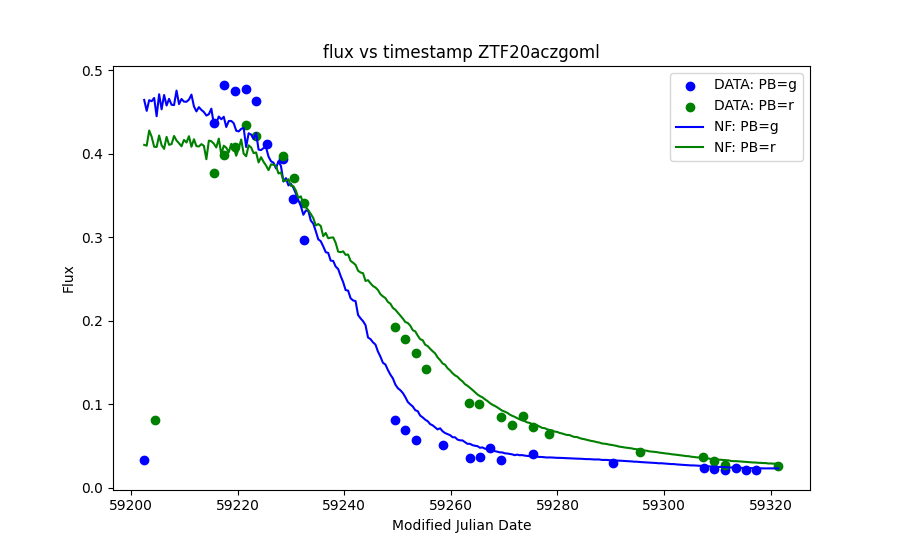 flux vs timestamp ZTF20aczgoml
0.5
0.4
0.3
0.2
0.1
0.0
Flux
DATA: PB=g
DATA: PB=r
NF: PB=g
NF: PB=r
59200 59220 59240 59260 59280 59300 59320
Modified Julian Date